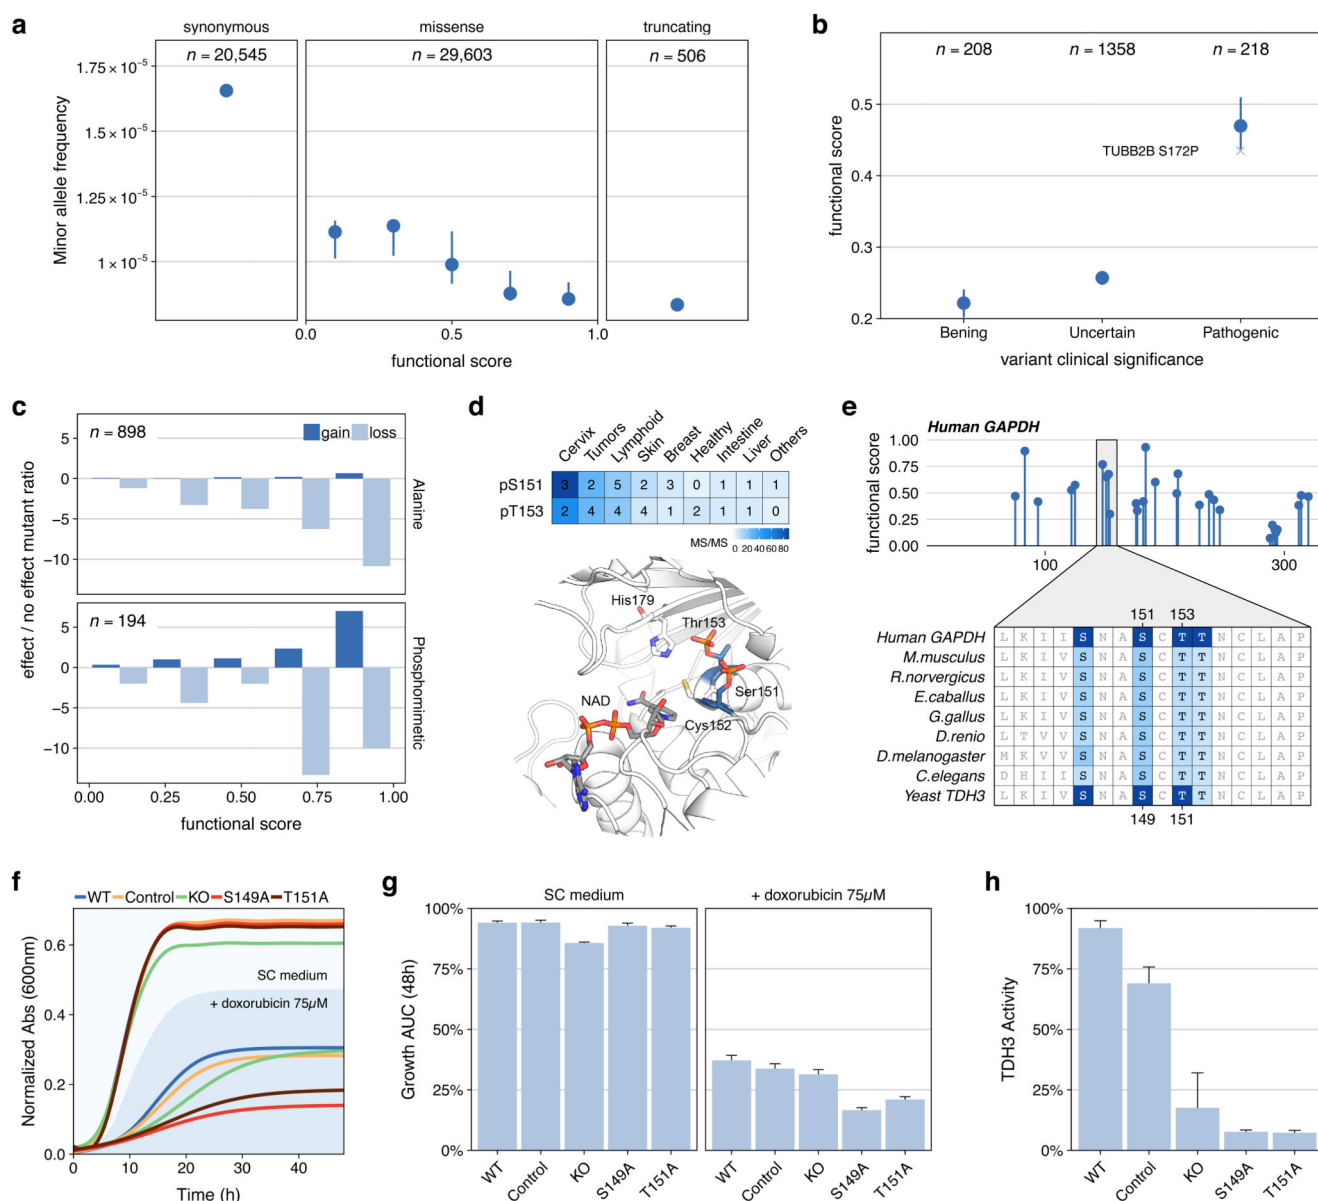 a
synonymous
missense
truncating
n = 20,545
n = 29,603
n = 506
Minor allele frequency
1.75 × 10⁻⁵
1.5 × 10⁻⁵
1.25 × 10⁻⁵
1 × 10⁻⁵
0.0
0.5
1.0
functional score
b
n = 208
n = 1358
n = 218
functional score
0.5
0.4
0.3
0.2
TUBB2B S172P
Bening
Uncertain
Pathogenic
variant clinical significance
c
effect / no effect mutant ratio
n = 898
gain
loss
5
0
−5
−10
Alanine
n = 194
5
0
−5
−10
Phosphomimetic
0.00
0.25
0.50
0.75
1.00
functional score
d
Cervix
Tumors
Lymphoid
Skin
Breast
Healthy
Intestine
Liver
Others
pS151 3 2 5 2 3 0 1 1 1
pT153 2 4 4 4 1 2 1 1 0
MS/MS
0 20 40 60 80
His179
Thr153
NAD
Ser151
Cys152
e
Human GAPDH
functional score
1.00
0.75
0.50
0.25
0.00
100
300
151 153
Human GAPDH L K I I S N A S C T T N C L A P
M.musculus L K I V S N A S C T T N C L A P
R.norvergicus L K V S S N A S C T T N C L A P
E.caballus L K I V S N A S C T T N C L A P
G.gallus L K I V S N A S C T T N C L A P
D.renio L T V V S N A S C T T N C L A P
D.melanogaster M K V V S N A S C T T N C L A P
C.elegans D H I I S N A S C T T N C L A P
Yeast TDH3 L K I V S N A S C T T N C L A P
149 151
f
WT
Control
KO
S149A
T151A
Normalized Abs (600nm)
0.6
0.4
0.2
0.0
SC medium
+ doxorubicin 75µM
0
10
20
30
40
Time (h)
g
SC medium
+ doxorubicin 75µM
Growth AUC (48h)
100%
75%
50%
25%
0%
WT
Control
KO
S149A
T151A
WT
Control
KO
S149A
T151A
h
TDH3 Activity
100%
75%
50%
25%
0%
WT
Control
KO
S149A
T151A